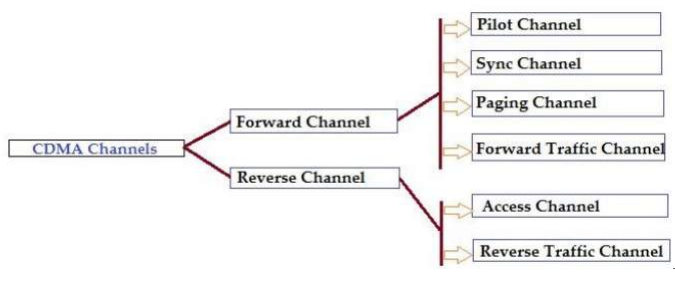 Pilot Channel
Sync Channel
Paging Channel
Forward Channel
Forward Traffic Channel
CDMA Channels
Reverse Channel
Access Channel
Reverse Traffic Channel